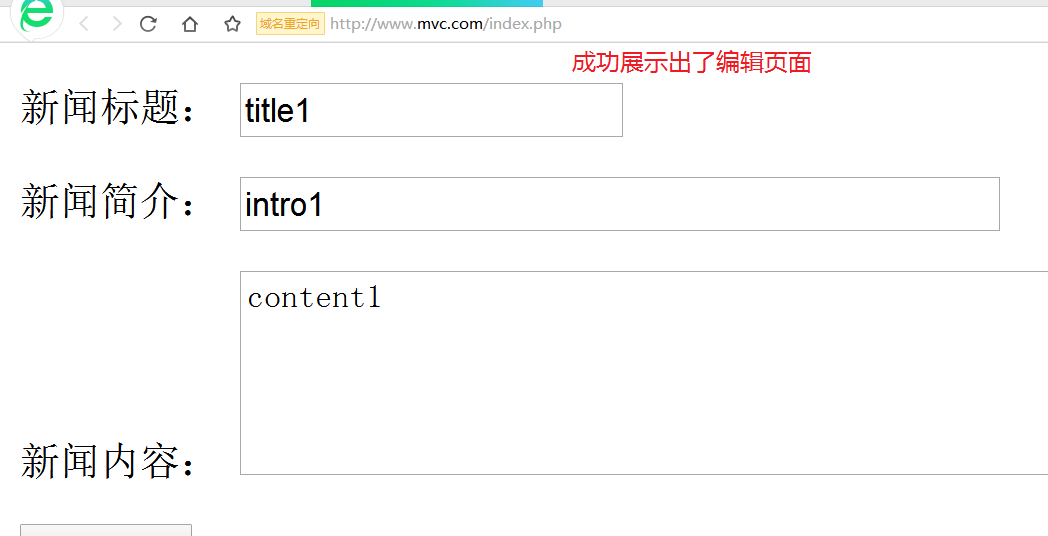 域名重定向 http://www.mvc.com/index.php
成功展示出了编辑页面
新闻标题： title1
新闻简介： intro1
content1
新闻内容：